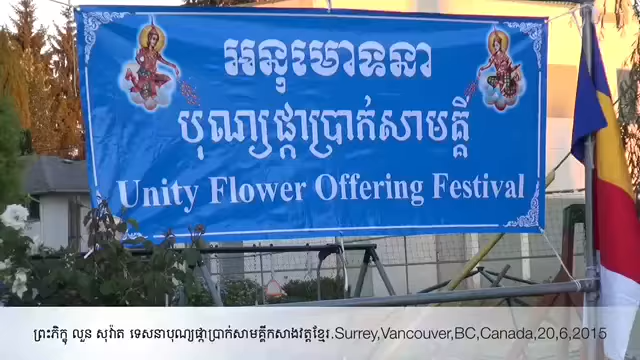 អនុមោទនា
បុណ្យផ្កាប្រាក់សាមគ្គី
Unity Flower Offering Festival
ព្រះភិក្ខុ លួន សុវ៉ាត ទេសនាបុណ្យផ្កាប្រាក់សាមគ្គីកសាងវត្តខ្មែរ.Surrey,Vancouver,BC,Canada,20,6,2015